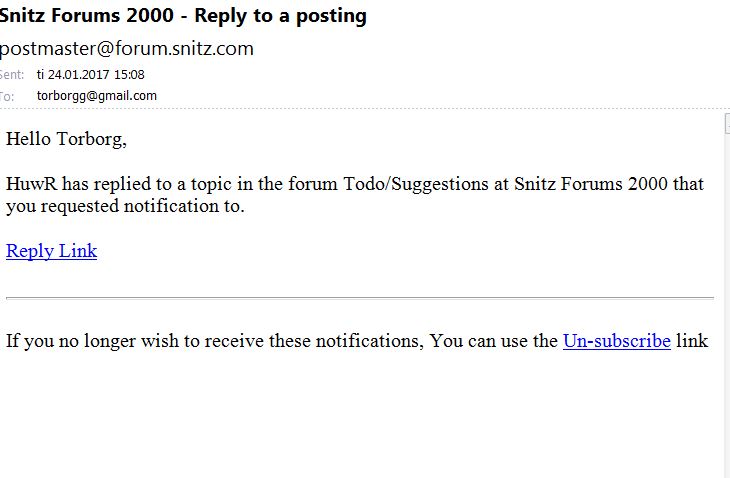 Snitz Forums 2000 - Reply to a posting
postmaster@forum.snitz.com
Sent: ti 24.01.2017 15:08
To: torborgg@gmail.com
Hello Torborg,
HuwR has replied to a topic in the forum Todo/Suggestions at Snitz Forums 2000 that
you requested notification to.
Reply Link
If you no longer wish to receive these notifications, You can use the Un-subscribe link